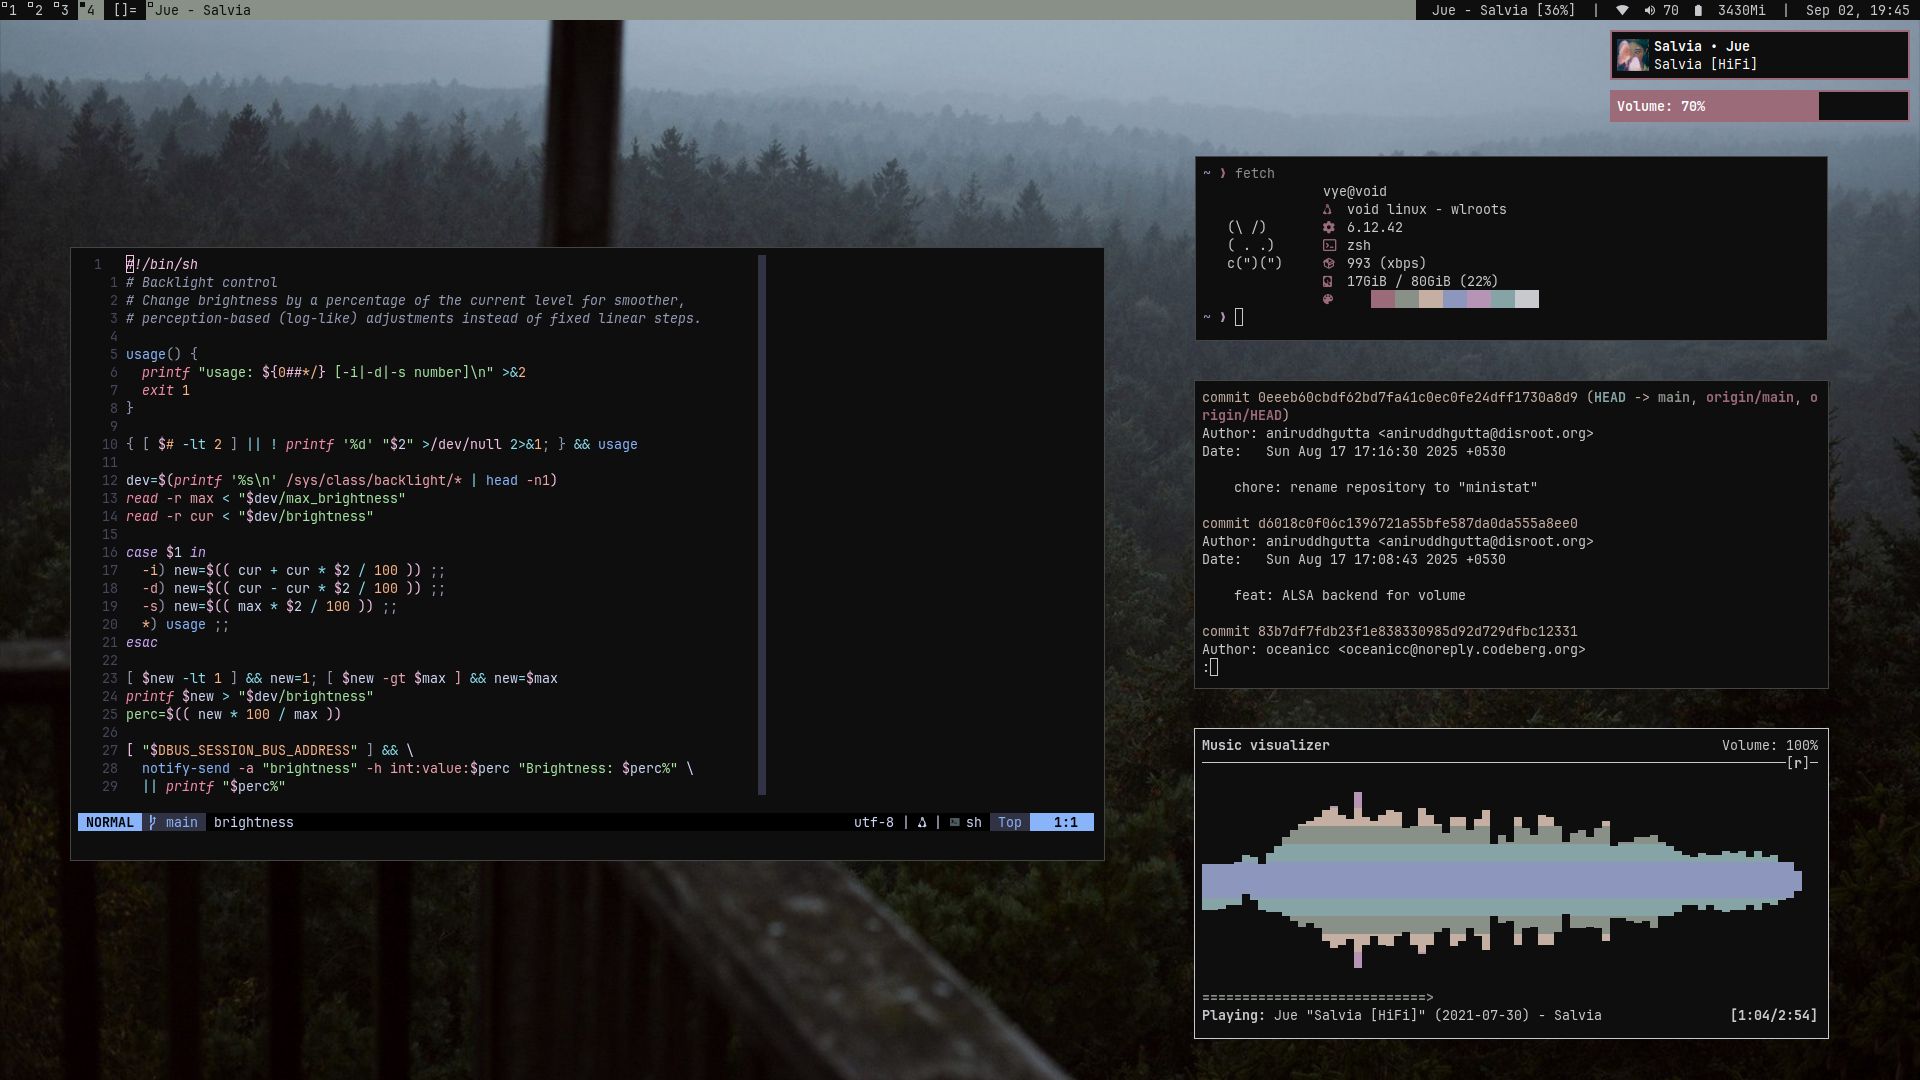 1 2 3 4 []= Jue - Salvia
Jue - Salvia [36%] | 70 3430Mi | Sep 02, 19:45
Salvia • Jue
Salvia [HiFi]
Volume: 70%
~ ❯ fetch
vye@void
void linux - wlroots
(\ /) 6.12.42
( . .) zsh
c(")(") 993 (xbps)
17GiB / 80GiB (22%)
~ ❯
1 #!/bin/sh
1 # Backlight control
2 # Change brightness by a percentage of the current level for smoother,
3 # perception-based (log-like) adjustments instead of fixed linear steps.
4
5 usage() {
6   printf "usage: ${0##*/} [-i|-d|-s number]\n" >&2
7   exit 1
8 }
9
10 { [ $# -lt 2 ] || ! printf '%d' "$2" >/dev/null 2>&1; } && usage
11
12 dev=$(printf '%s\n' /sys/class/backlight/* | head -n1)
13 read -r max < "$dev/max_brightness"
14 read -r cur < "$dev/brightness"
15
16 case $1 in
17   -i) new=$(( cur + cur * $2 / 100 )) ;;
18   -d) new=$(( cur - cur * $2 / 100 )) ;;
19   -s) new=$(( max * $2 / 100 )) ;;
20   *) usage ;;
21 esac
22
23 [ $new -lt 1 ] && new=1; [ $new -gt $max ] && new=$max
24 printf $new > "$dev/brightness"
25 perc=$(( new * 100 / max ))
26
27 [ "$DBUS_SESSION_BUS_ADDRESS" ] && \
28   notify-send -a "brightness" -h int:value:$perc "Brightness: $perc%" \
29   || printf "$perc%"
NORMAL main brightness utf-8 | | sh Top 1:1
commit 0eeeb60cbdf62bd7fa41c0ec0fe24dff1730a8d9 (HEAD -> main, origin/main, o
rigin/HEAD)
Author: aniruddhgutta <aniruddhgutta@disroot.org>
Date:   Sun Aug 17 17:16:30 2025 +0530
chore: rename repository to "ministat"
commit d6018c0f06c1396721a55bfe587da0da555a8ee0
Author: aniruddhgutta <aniruddhgutta@disroot.org>
Date:   Sun Aug 17 17:08:43 2025 +0530
feat: ALSA backend for volume
commit 83b7df7fdb23f1e838330985d92d729dfbc12331
Author: oceanicc <oceanicc@noreply.codeberg.org>
:
Music visualizer Volume: 100%
[r]
============================>
Playing: Jue "Salvia [HiFi]" (2021-07-30) - Salvia [1:04/2:54]